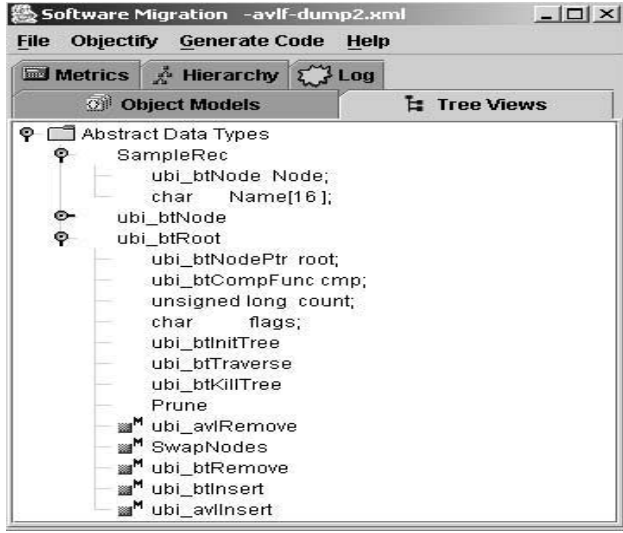 Software Migration -avlf-dump2.xml
File Objectify Generate Code Help
Metrics Hierarchy Log
Object Models Tree Views
Abstract Data Types
SampleRec
ubi_btNode Node;
char Name[16];
ubi_btNode
ubi_btRoot
ubi_btNodePtr root;
ubi_btCompFunc cmp;
unsigned long count;
char flags;
ubi_btInitTree
ubi_btTraverse
ubi_btKillTree
Prune
M ubi_avlRemove
M SwapNodes
M ubi_btRemove
M ubi_btInsert
M ubi_avlInsert